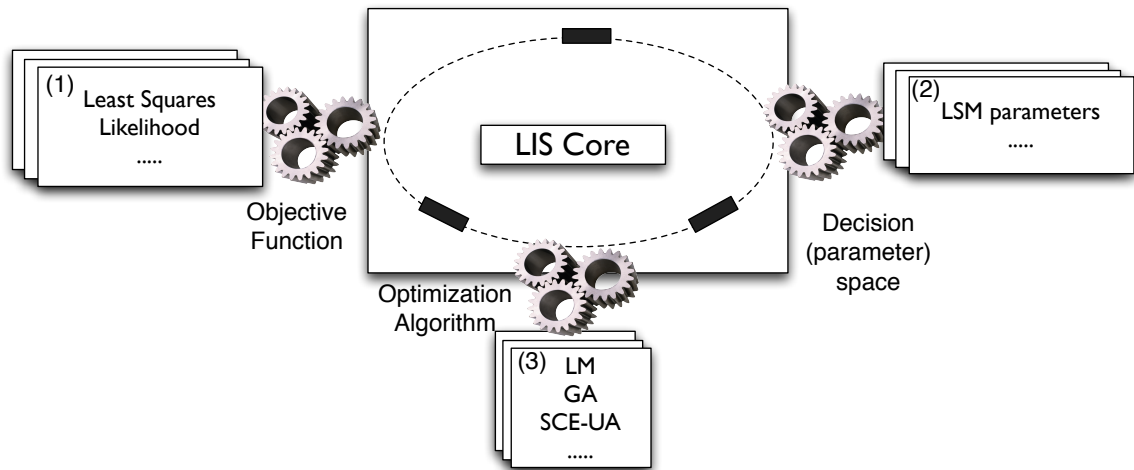 (1)
Least Squares
Likelihood
.....
Objective
Function
LIS Core
(2)
LSM parameters
.....
Decision
(parameter)
space
Optimization
Algorithm
(3)
LM
GA
SCE-UA
.....